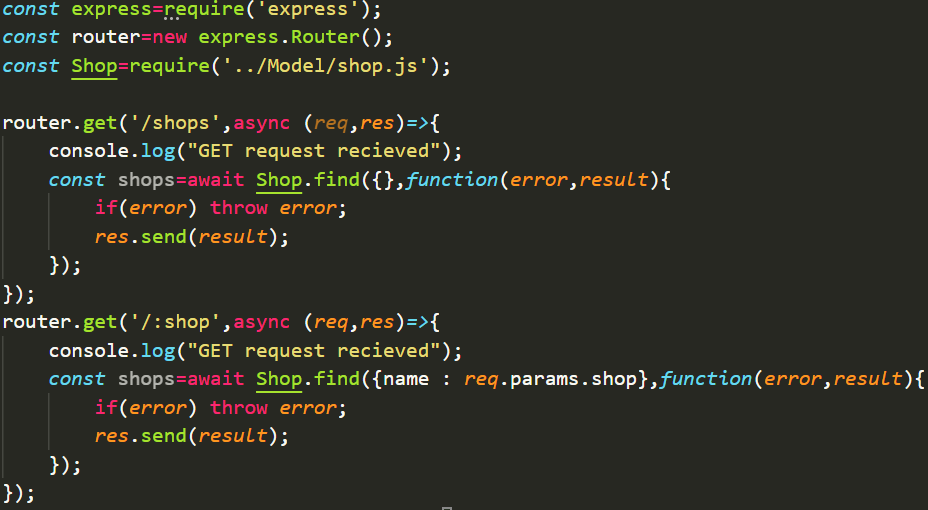 const express=require('express');
const router=new express.Router();
const Shop=require('../Model/shop.js');
router.get('/shops',async (req,res)=>{
    console.log("GET request recieved");
    const shops=await Shop.find({},function(error,result){
        if(error) throw error;
        res.send(result);
    });
});
router.get('/:shop',async (req,res)=>{
    console.log("GET request recieved");
    const shops=await Shop.find({name : req.params.shop},function(error,result){
        if(error) throw error;
        res.send(result);
    });
});